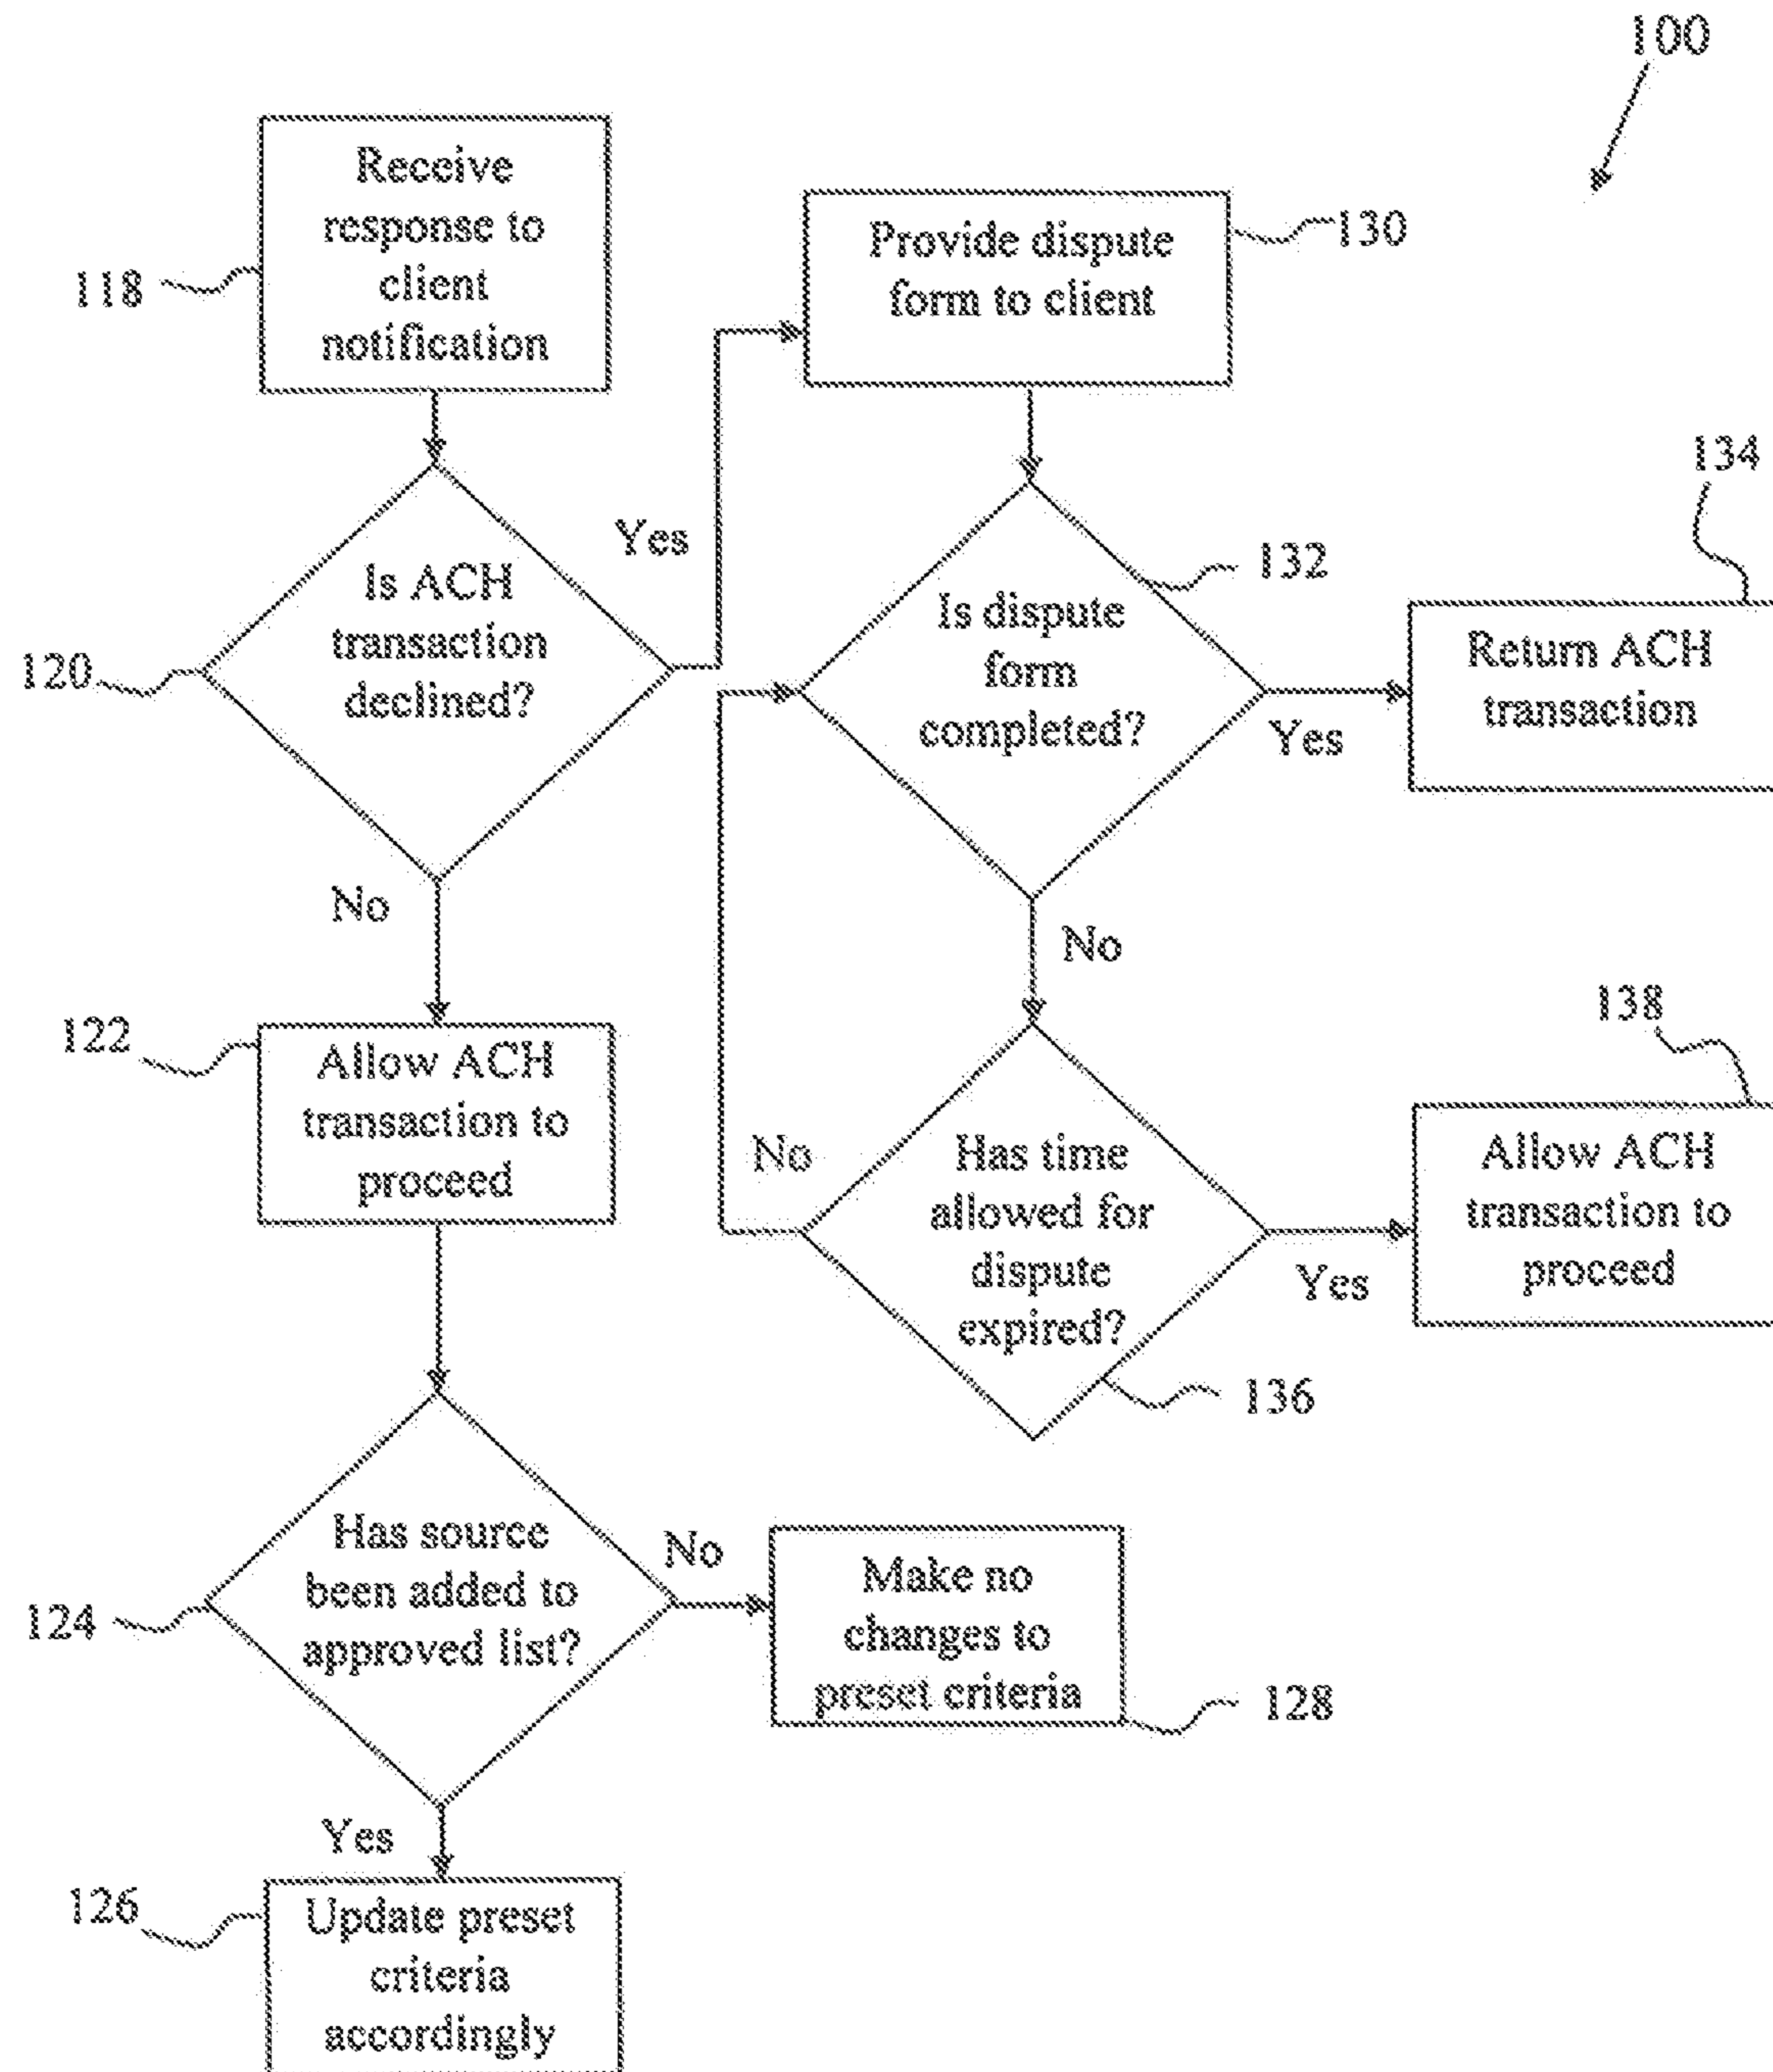 100
Receive
response to
client
notification
118
Provide dispute
form to client
130
Is ACH
transaction
declined?
120
Yes
No
Is dispute
form
completed?
132
Yes
No
Return ACH
transaction
134
Allow ACH
transaction to
proceed
122
Has time
allowed for
dispute
expired?
136
No
Yes
Allow ACH
transaction to
proceed
138
Has source
been added to
approved list?
124
No
Yes
Make no
changes to
preset criteria
128
Update preset
criteria
accordingly
126